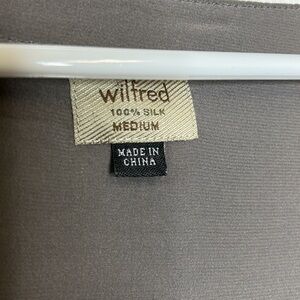 wilfred
100% SILK
MEDIUM
MADE IN
CHINA